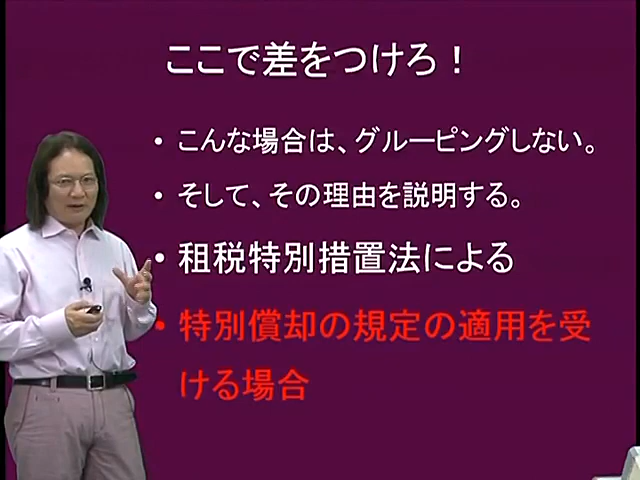 ここで差をつけろ！
・こんな場合は、グルーピングしない。
・そして、その理由を説明する。
・租税特別措置法による
・特別償却の規定の適用を受
ける場合